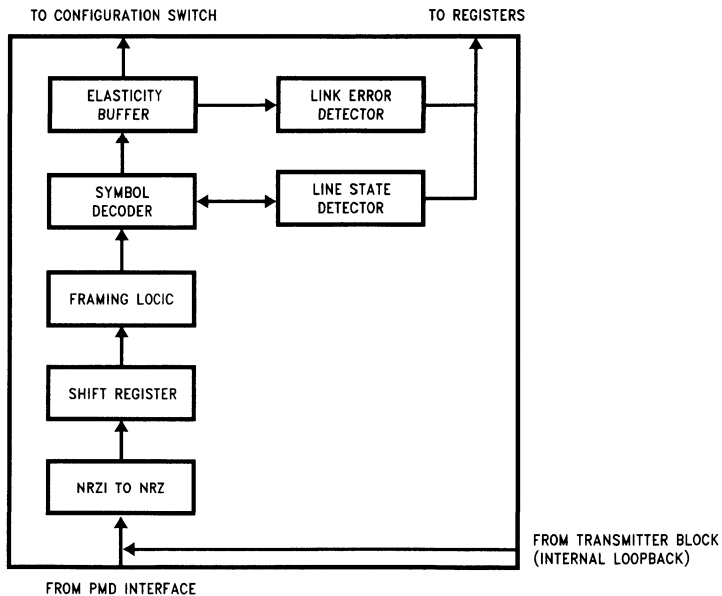 TO CONFIGURATION SWITCH
TO REGISTERS
ELASTICITY
BUFFER
LINK ERROR
DETECTOR
SYMBOL
DECODER
LINE STATE
DETECTOR
FRAMING LOCIC
SHIFT REGISTER
NRZI TO NRZ
FROM TRANSMITTER BLOCK
(INTERNAL LOOPBACK)
FROM PMD INTERFACE